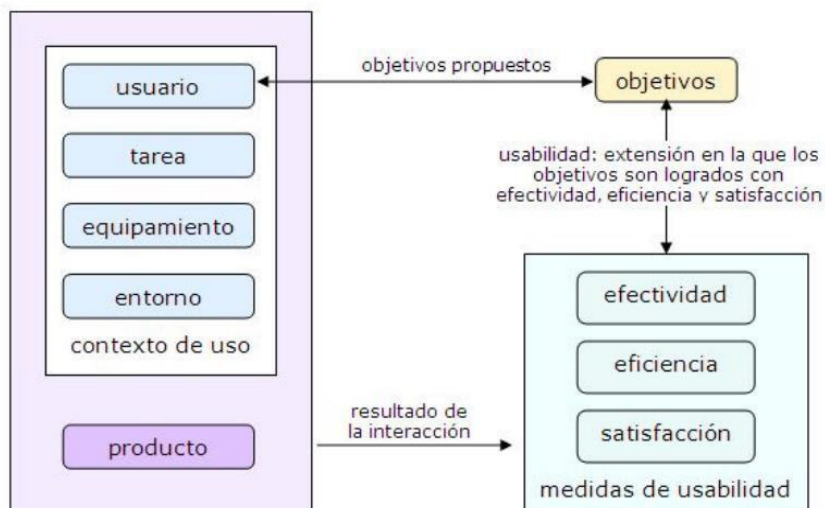 usuario
tarea
equipamiento
entorno
contexto de uso
producto
objetivos propuestos
objetivos
usabilidad: extensión en la que los
objetivos son logrados con
efectividad, eficiencia y satisfacción
resultado de
la interacción
efectividad
eficiencia
satisfacción
medidas de usabilidad